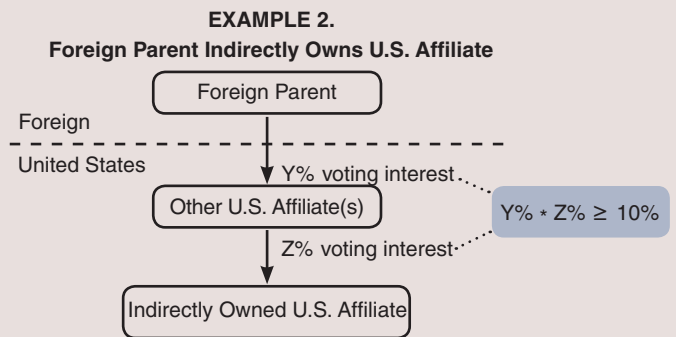 EXAMPLE 2.
Foreign Parent Indirectly Owns U.S. Affiliate
Foreign Parent
Foreign
United States
Y% voting interest
Other U.S. Affiliate(s)
Y% * Z% ≥ 10%
Z% voting interest
Indirectly Owned U.S. Affiliate